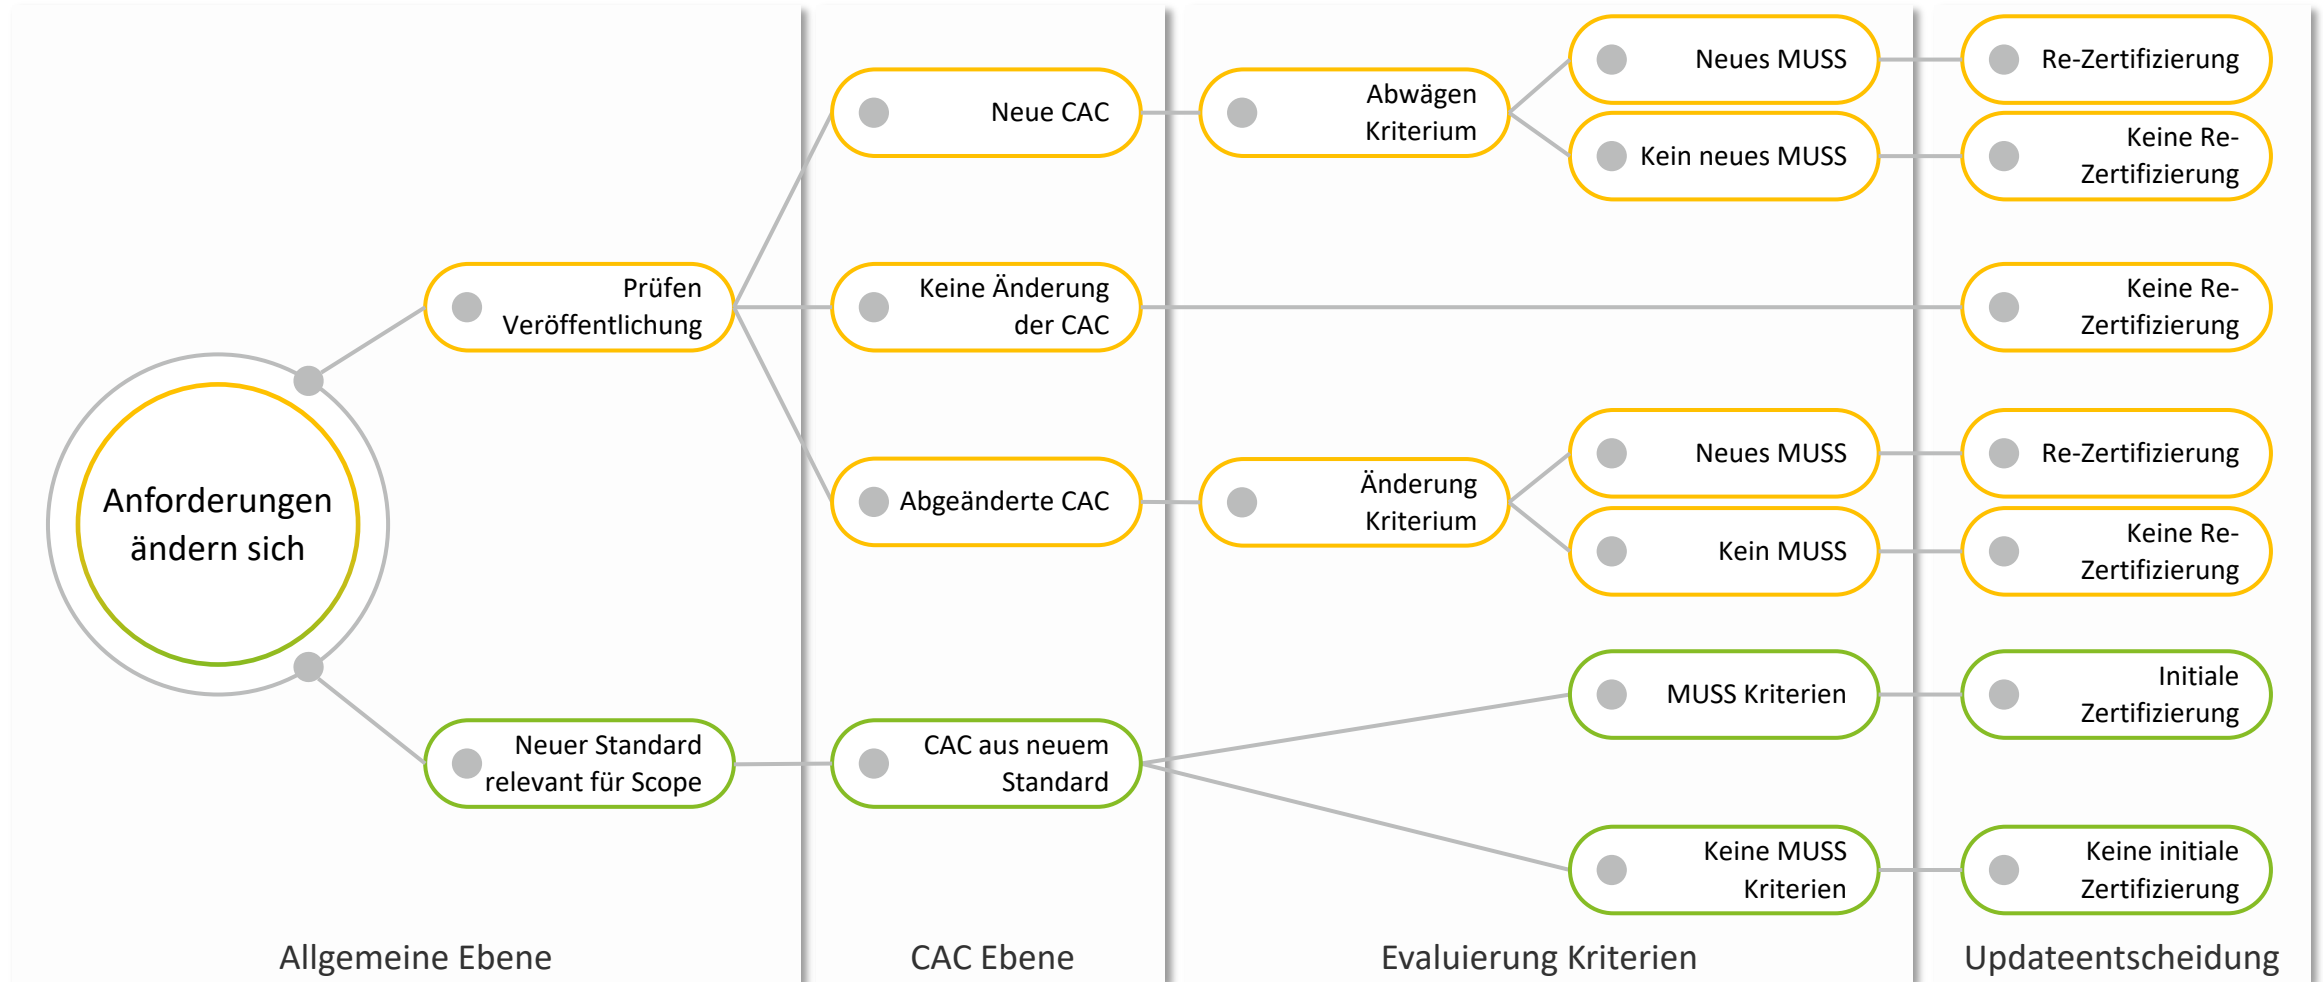 Anforderungen
ändern sich
Prüfen
Veröffentlichung
Neuer Standard
relevant für Scope
Allgemeine Ebene
Neue CAC
Keine Änderung
der CAC
Abgeänderte CAC
CAC aus neuem
Standard
CAC Ebene
Abwägen
Kriterium
Neues MUSS
Kein neues MUSS
Änderung
Kriterium
Neues MUSS
Kein MUSS
MUSS Kriterien
Keine MUSS
Kriterien
Evaluierung Kriterien
Re-Zertifizierung
Keine Re-
Zertifizierung
Keine Re-
Zertifizierung
Re-Zertifizierung
Keine Re-
Zertifizierung
Initiale
Zertifizierung
Keine initiale
Zertifizierung
Updateentscheidung